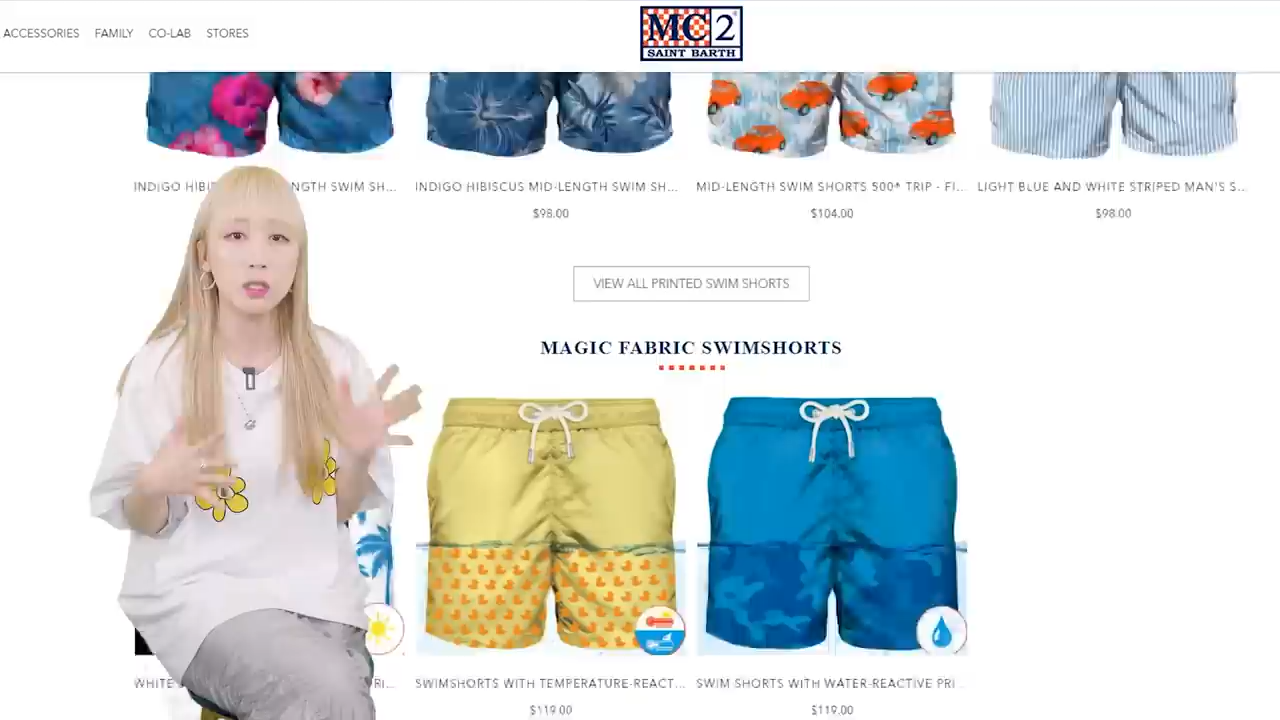 ACCESSORIES FAMILY CO-LAB STORES
MC2
SAINT BARTH
INDIGO HIBI NGTH SWIM SH...
INDIGO HIBISCUS MID-LENGTH SWIM SH...
MID-LENGTH SWIM SHORTS 500* TRIP - FI...
LIGHT BLUE AND WHITE STRIPED MAN'S S...
$98.00
$104.00
$98.00
VIEW ALL PRINTED SWIM SHORTS
MAGIC FABRIC SWIMSHORTS
WHITE RI...
SWIMSHORTS WITH TEMPERATURE-REACT...
SWIM SHORTS WITH WATER-REACTIVE PRI...
$119.00
$119.00